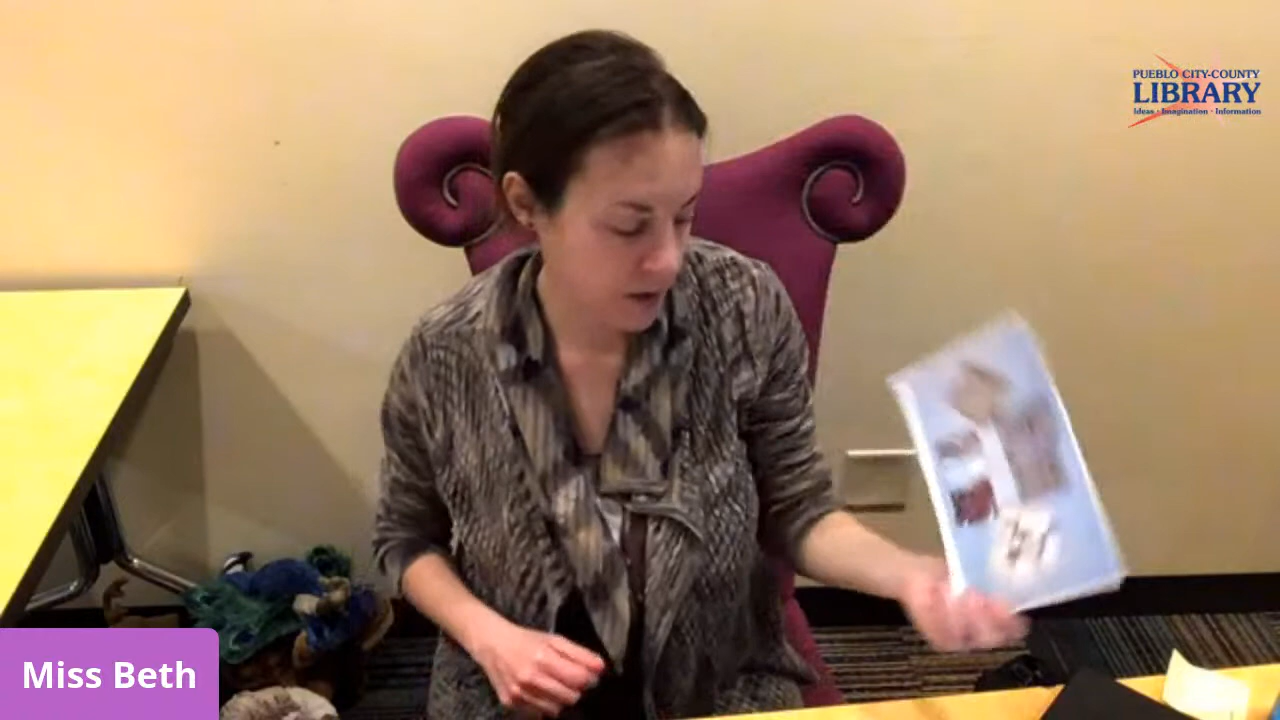 PUEBLO CITY-COUNTY
LIBRARY
Ideas • Imagination • Information
Miss Beth